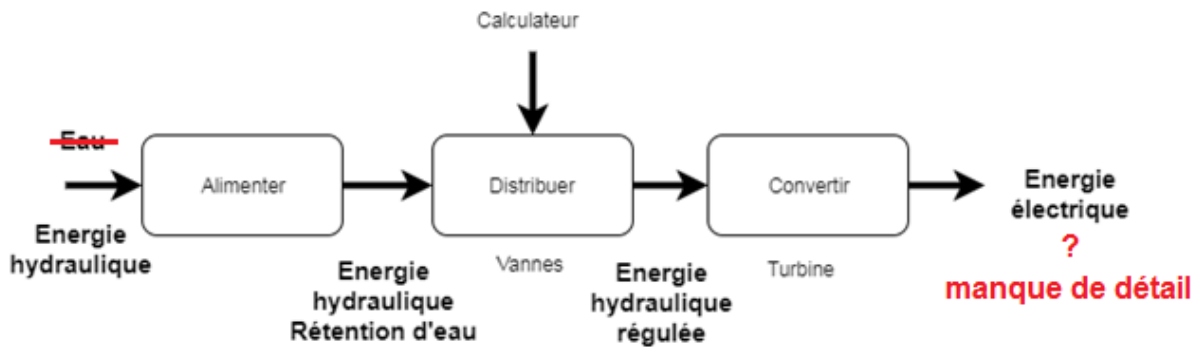 Calculateur
Eau
Alimenter
Distribuer
Convertir
Energie
électrique
?
manque de détail
Energie
hydraulique
Vannes
Turbine
Energie
hydraulique
Rétention d'eau
Energie
hydraulique
régulée